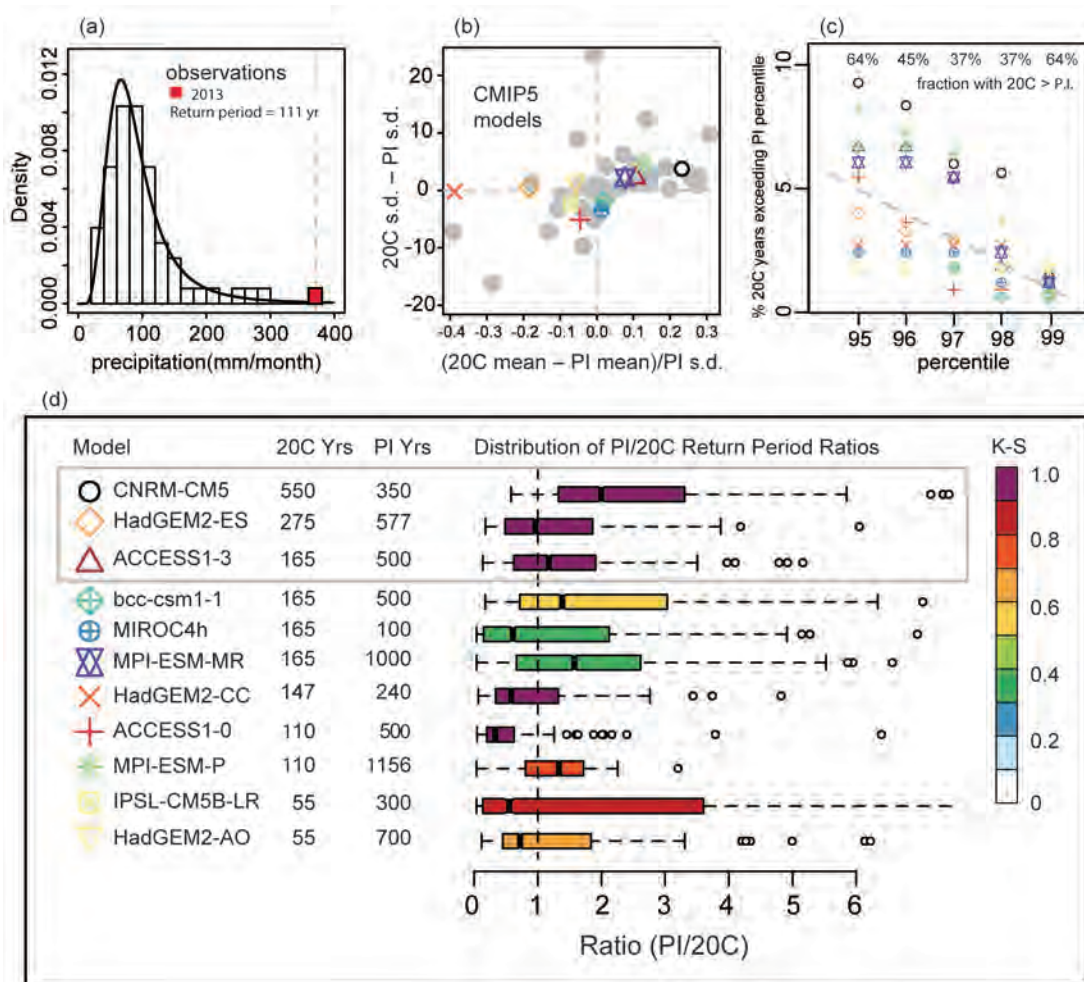 (a)
observations
2013
Return period = 111 yr
0.012
0.008
0.004
0.000
Density
0 100 200 300 400
precipitation(mm/month)
(b)
CMIP5
models
20
10
0
-10
-20
20C s.d. – PI s.d.
-0.4 -0.3 -0.2 -0.1 0.0 0.1 0.2 0.3
(20C mean – PI mean)/PI s.d.
(c)
64% 45% 37% 37% 64%
fraction with 20C > P.I.
10
5
0
% 20C years exceeding PI percentile
95 96 97 98 99
percentile
(d)
Model 20C Yrs PI Yrs Distribution of PI/20C Return Period Ratios K-S
CNRM-CM5 550 350
HadGEM2-ES 275 577
ACCESS1-3 165 500
bcc-csm1-1 165 500
MIROC4h 165 100
MPI-ESM-MR 165 1000
HadGEM2-CC 147 240
ACCESS1-0 110 500
MPI-ESM-P 110 1156
IPSL-CM5B-LR 55 300
HadGEM2-AO 55 700
1.0
0.8
0.6
0.4
0.2
0
0 1 2 3 4 5 6
Ratio (PI/20C)